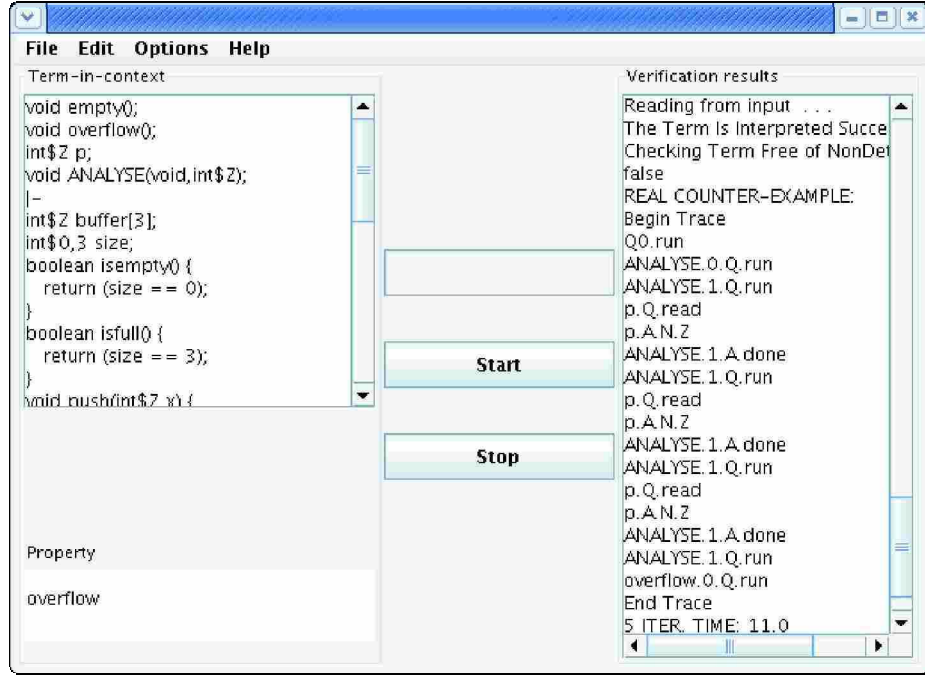 File Edit Options Help
Term-in-context
void empty();
void overflow();
int$Z p;
void ANALYSE(void,int$Z);
|-
int$Z buffer[3];
int$0,3 size;
boolean isempty() {
return (size == 0);
}
boolean isfull() {
return (size == 3);
}
void push(int$Z x) {
Property
overflow
Start
Stop
Verification results
Reading from input . . .
The Term Is Interpreted Succe
Checking Term Free of NonDet
false
REAL COUNTER-EXAMPLE:
Begin Trace
Q0.run
ANALYSE.0.Q.run
ANALYSE.1.Q.run
p.Q.read
p.A.N.Z
ANALYSE.1.A.done
ANALYSE.1.Q.run
p.Q.read
p.A.N.Z
ANALYSE.1.A.done
ANALYSE.1.Q.run
p.Q.read
p.A.N.Z
ANALYSE.1.A.done
ANALYSE.1.Q.run
overflow.0.Q.run
End Trace
5 ITER. TIME: 11.0